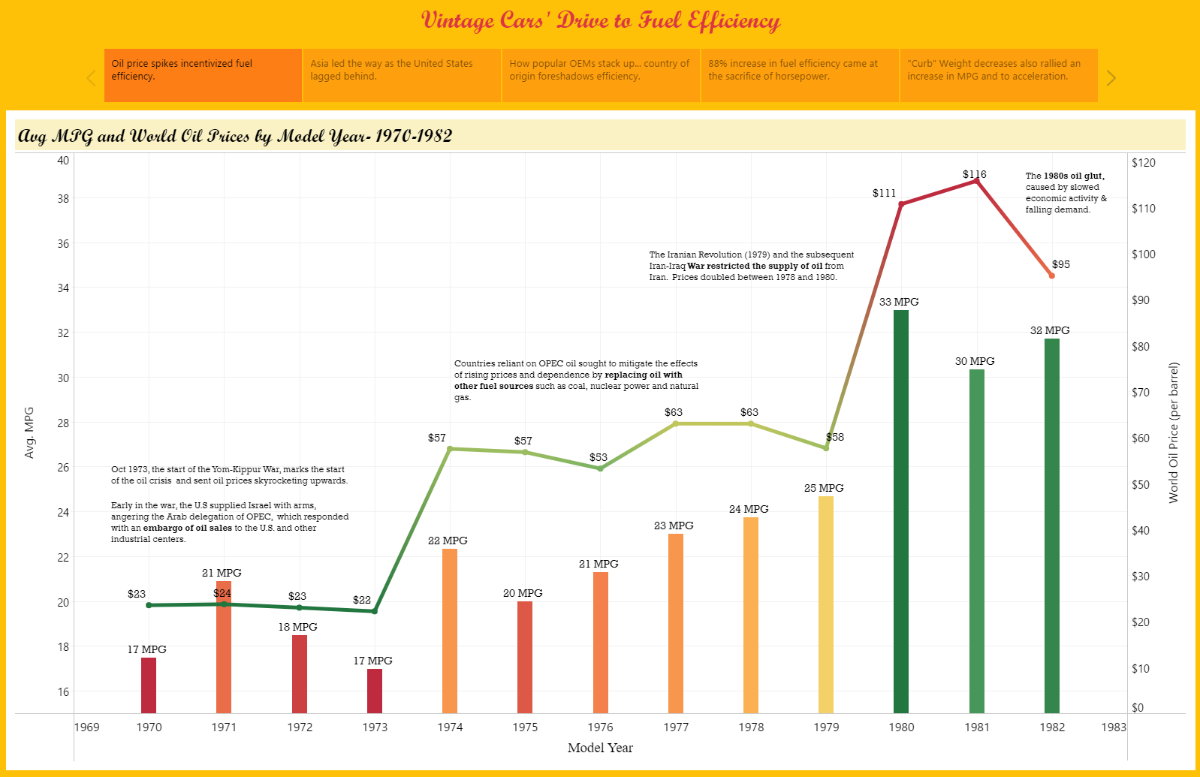 Vintage Cars' Drive to Fuel Efficiency
Oil price spikes incentivized fuel
efficiency.
Asia led the way as the United States
lagged behind.
How popular OEMs stack up... country of
origin foreshadows efficiency.
88% increase in fuel efficiency came at
the sacrifice of horsepower.
"Curb" Weight decreases also rallied an
increase in MPG and to acceleration.
Avg MPG and World Oil Prices by Model Year- 1970-1982
40
38
36
34
32
30
28
26
24
22
20
18
16
Avg. MPG
$120
$110
$100
$90
$80
$70
$60
$50
$40
$30
$20
$10
$0
World Oil Price (per barrel)
The 1980s oil glut,
caused by slowed
economic activity &
falling demand.
The Iranian Revolution (1979) and the subsequent
Iran-Iraq War restricted the supply of oil from
Iran. Prices doubled between 1978 and 1980.
Countries reliant on OPEC oil sought to mitigate the effects
of rising prices and dependence by replacing oil with
other fuel sources such as coal, nuclear power and natural
gas.
Oct 1973, the start of the Yom-Kippur War, marks the start
of the oil crisis and sent oil prices skyrocketing upwards.
Early in the war, the U.S supplied Israel with arms,
angering the Arab delegation of OPEC, which responded
with an embargo of oil sales to the U.S. and other
industrial centers.
$23
$24
$23
$22
$57
$57
$53
$63
$63
$58
$111
$116
$95
17 MPG
21 MPG
18 MPG
17 MPG
22 MPG
20 MPG
21 MPG
23 MPG
24 MPG
25 MPG
33 MPG
30 MPG
32 MPG
1969
1970
1971
1972
1973
1974
1975
1976
1977
1978
1979
1980
1981
1982
1983
Model Year